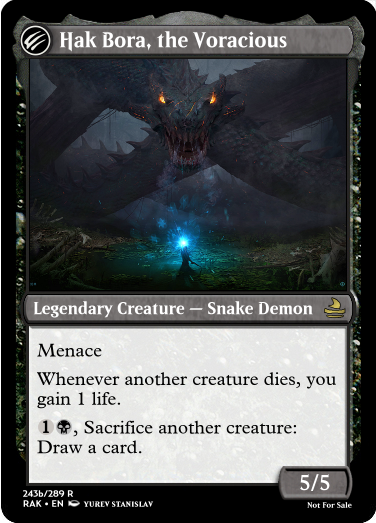 Hak Bora, the Voracious
Legendary Creature — Snake Demon
Menace
Whenever another creature dies, you
gain 1 life.
1, Sacrifice another creature:
Draw a card.
5/5
243b/289 R
RAK • EN YUREV STANISLAV
Not For Sale